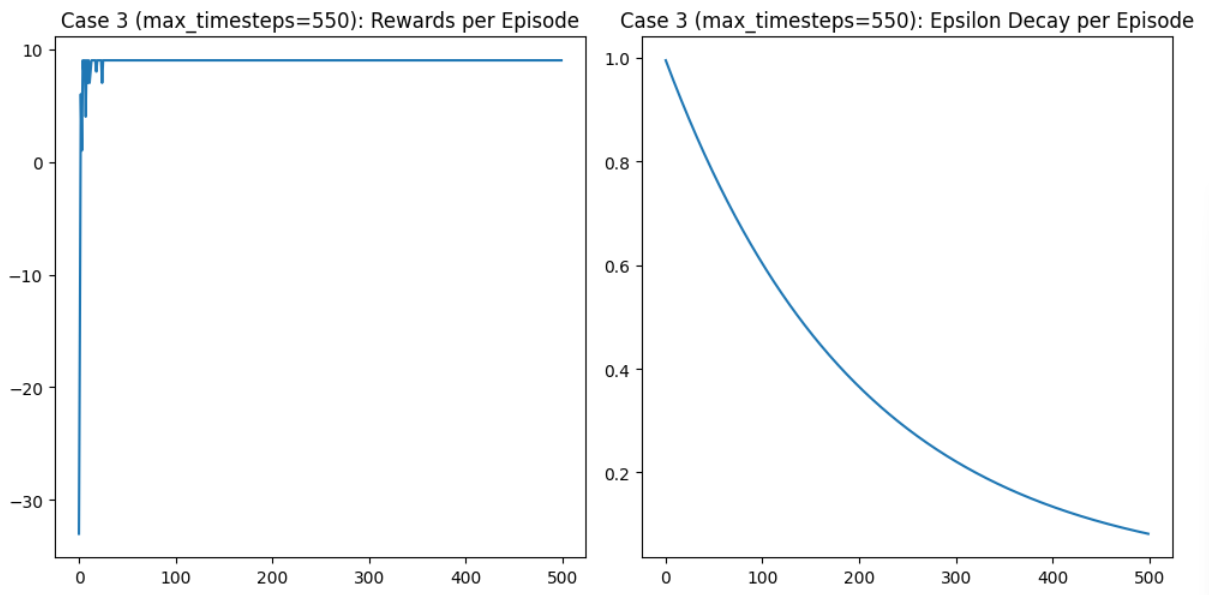 Case 3 (max_timesteps=550): Rewards per Episode
10
0
−10
−20
−30
0 100 200 300 400 500
Case 3 (max_timesteps=550): Epsilon Decay per Episode
1.0
0.8
0.6
0.4
0.2
0 100 200 300 400 500